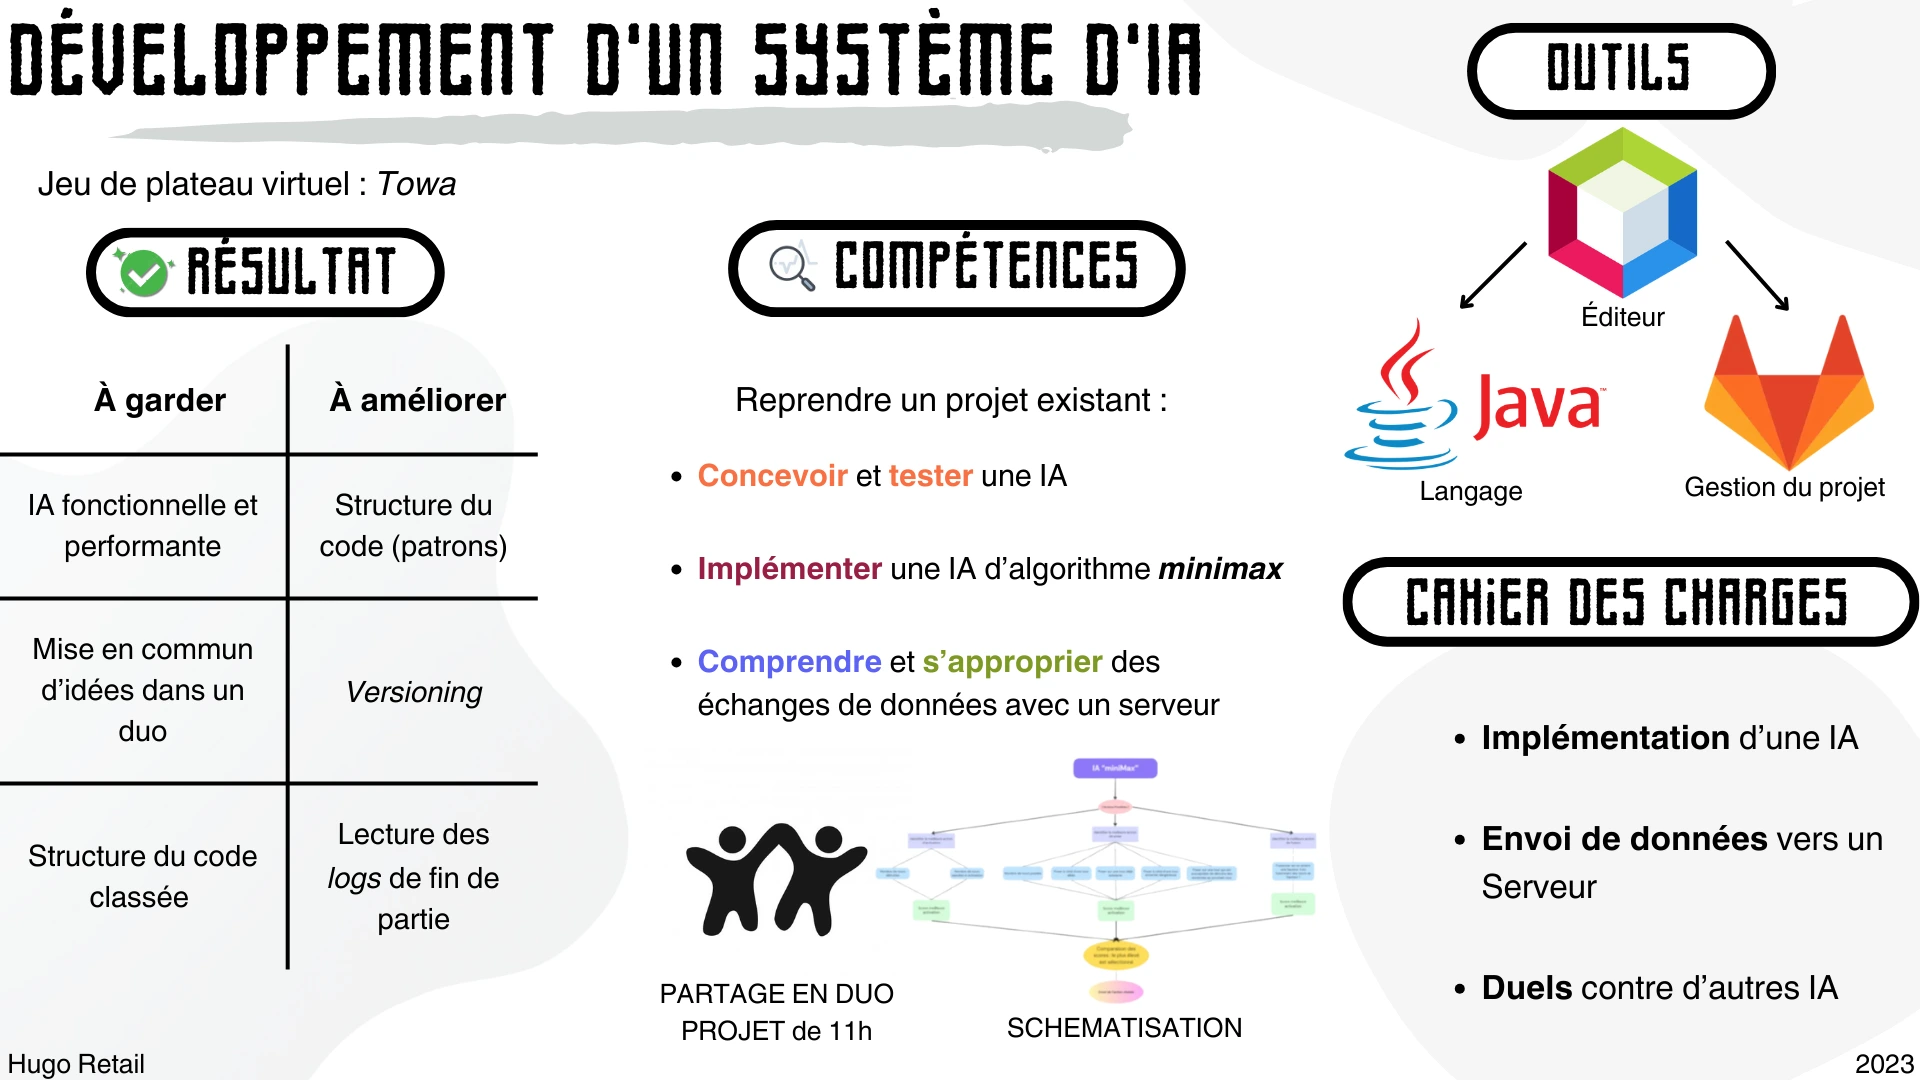 DÉVELOPPEMENT D'UN SYSTÈME D'IA
Jeu de plateau virtuel : Towa
RÉSULTAT
À garder
À améliorer
IA fonctionnelle et
performante
Structure du
code (patrons)
Mise en commun
d'idées dans un
duo
Versioning
Structure du code
classée
Lecture des
logs de fin de
partie
COMPÉTENCES
Reprendre un projet existant :
• Concevoir et tester une IA
• Implémenter une IA d'algorithme minimax
• Comprendre et s'approprier des
échanges de données avec un serveur
IA "miniMax"
PARTAGE EN DUO
PROJET de 11h
SCHEMATISATION
OUTILS
Éditeur
Java™
Langage
Gestion du projet
CAHIER DES CHARGES
• Implémentation d'une IA
• Envoi de données vers un
Serveur
• Duels contre d'autres IA
Hugo Retail
2023